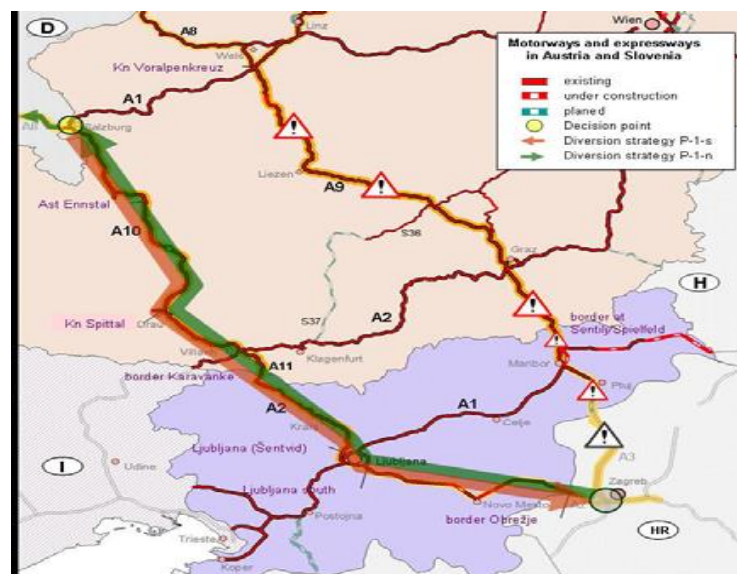 D
A8
Linz
Wien
Wels
Kn Voralpenkreuz
Motorways and expressways
in Austria and Slovenia
existing
under construction
planed
Decision point
Diversion strategy P-1-s
Diversion strategy P-1-n
A1
A8
Salzburg
Liezen
A9
Ast Ennstal
A10
S36
Graz
H
Kn Spittal
Drau
S37
A2
border at
Sentilj/Spielfeld
Villach
A11
Klagenfurt
border Karavanke
Maribor
Ptuj
A2
A1
Kranj
Celje
Ljubljana (Šentvid)
Ljubljana
I
Udine
A3
Ljubljana south
Zagreb
Novo Mesto
Postojna
border Obrežje
HR
Trieste
Koper